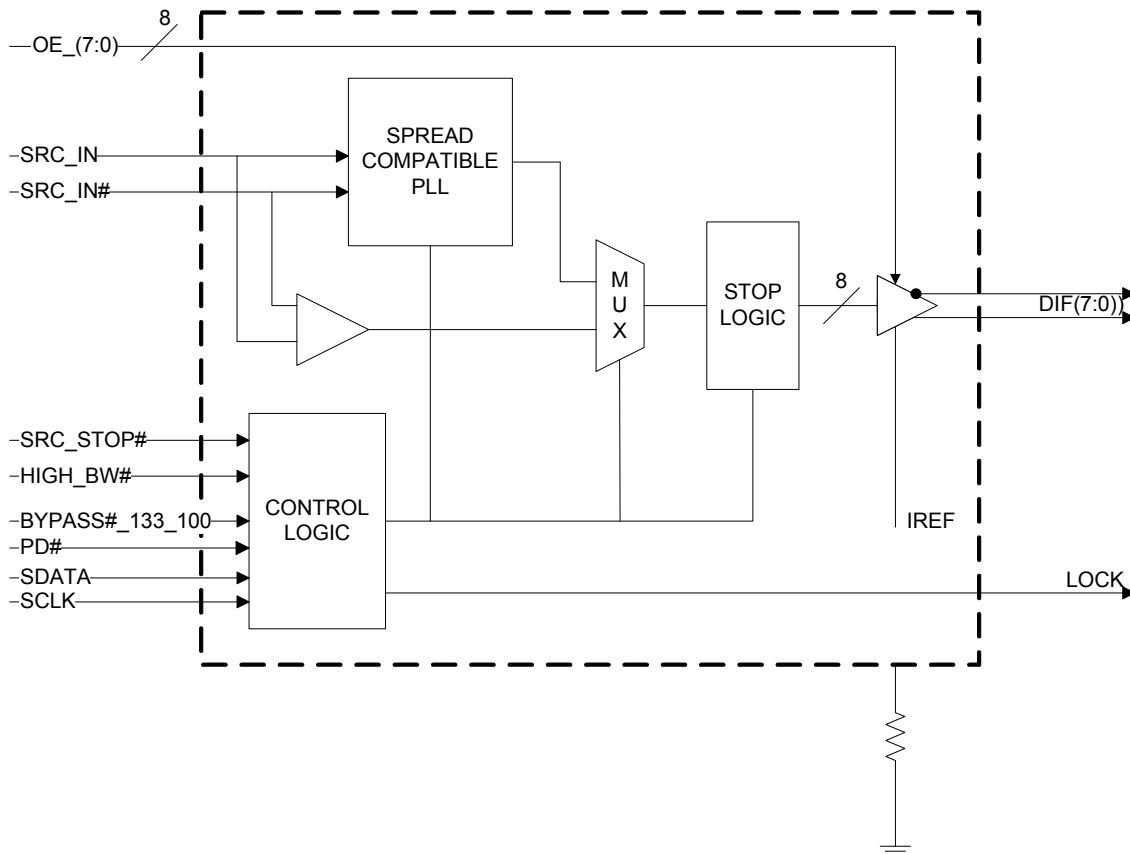 8
OE_(7:0)
SPREAD
COMPATIBLE
PLL
SRC_IN
SRC_IN#
MUX
STOP
LOGIC
8
DIF(7:0))
SRC_STOP#
HIGH_BW#
BYPASS#_133_100
PD#
SDATA
SCLK
CONTROL
LOGIC
IREF
LOCK